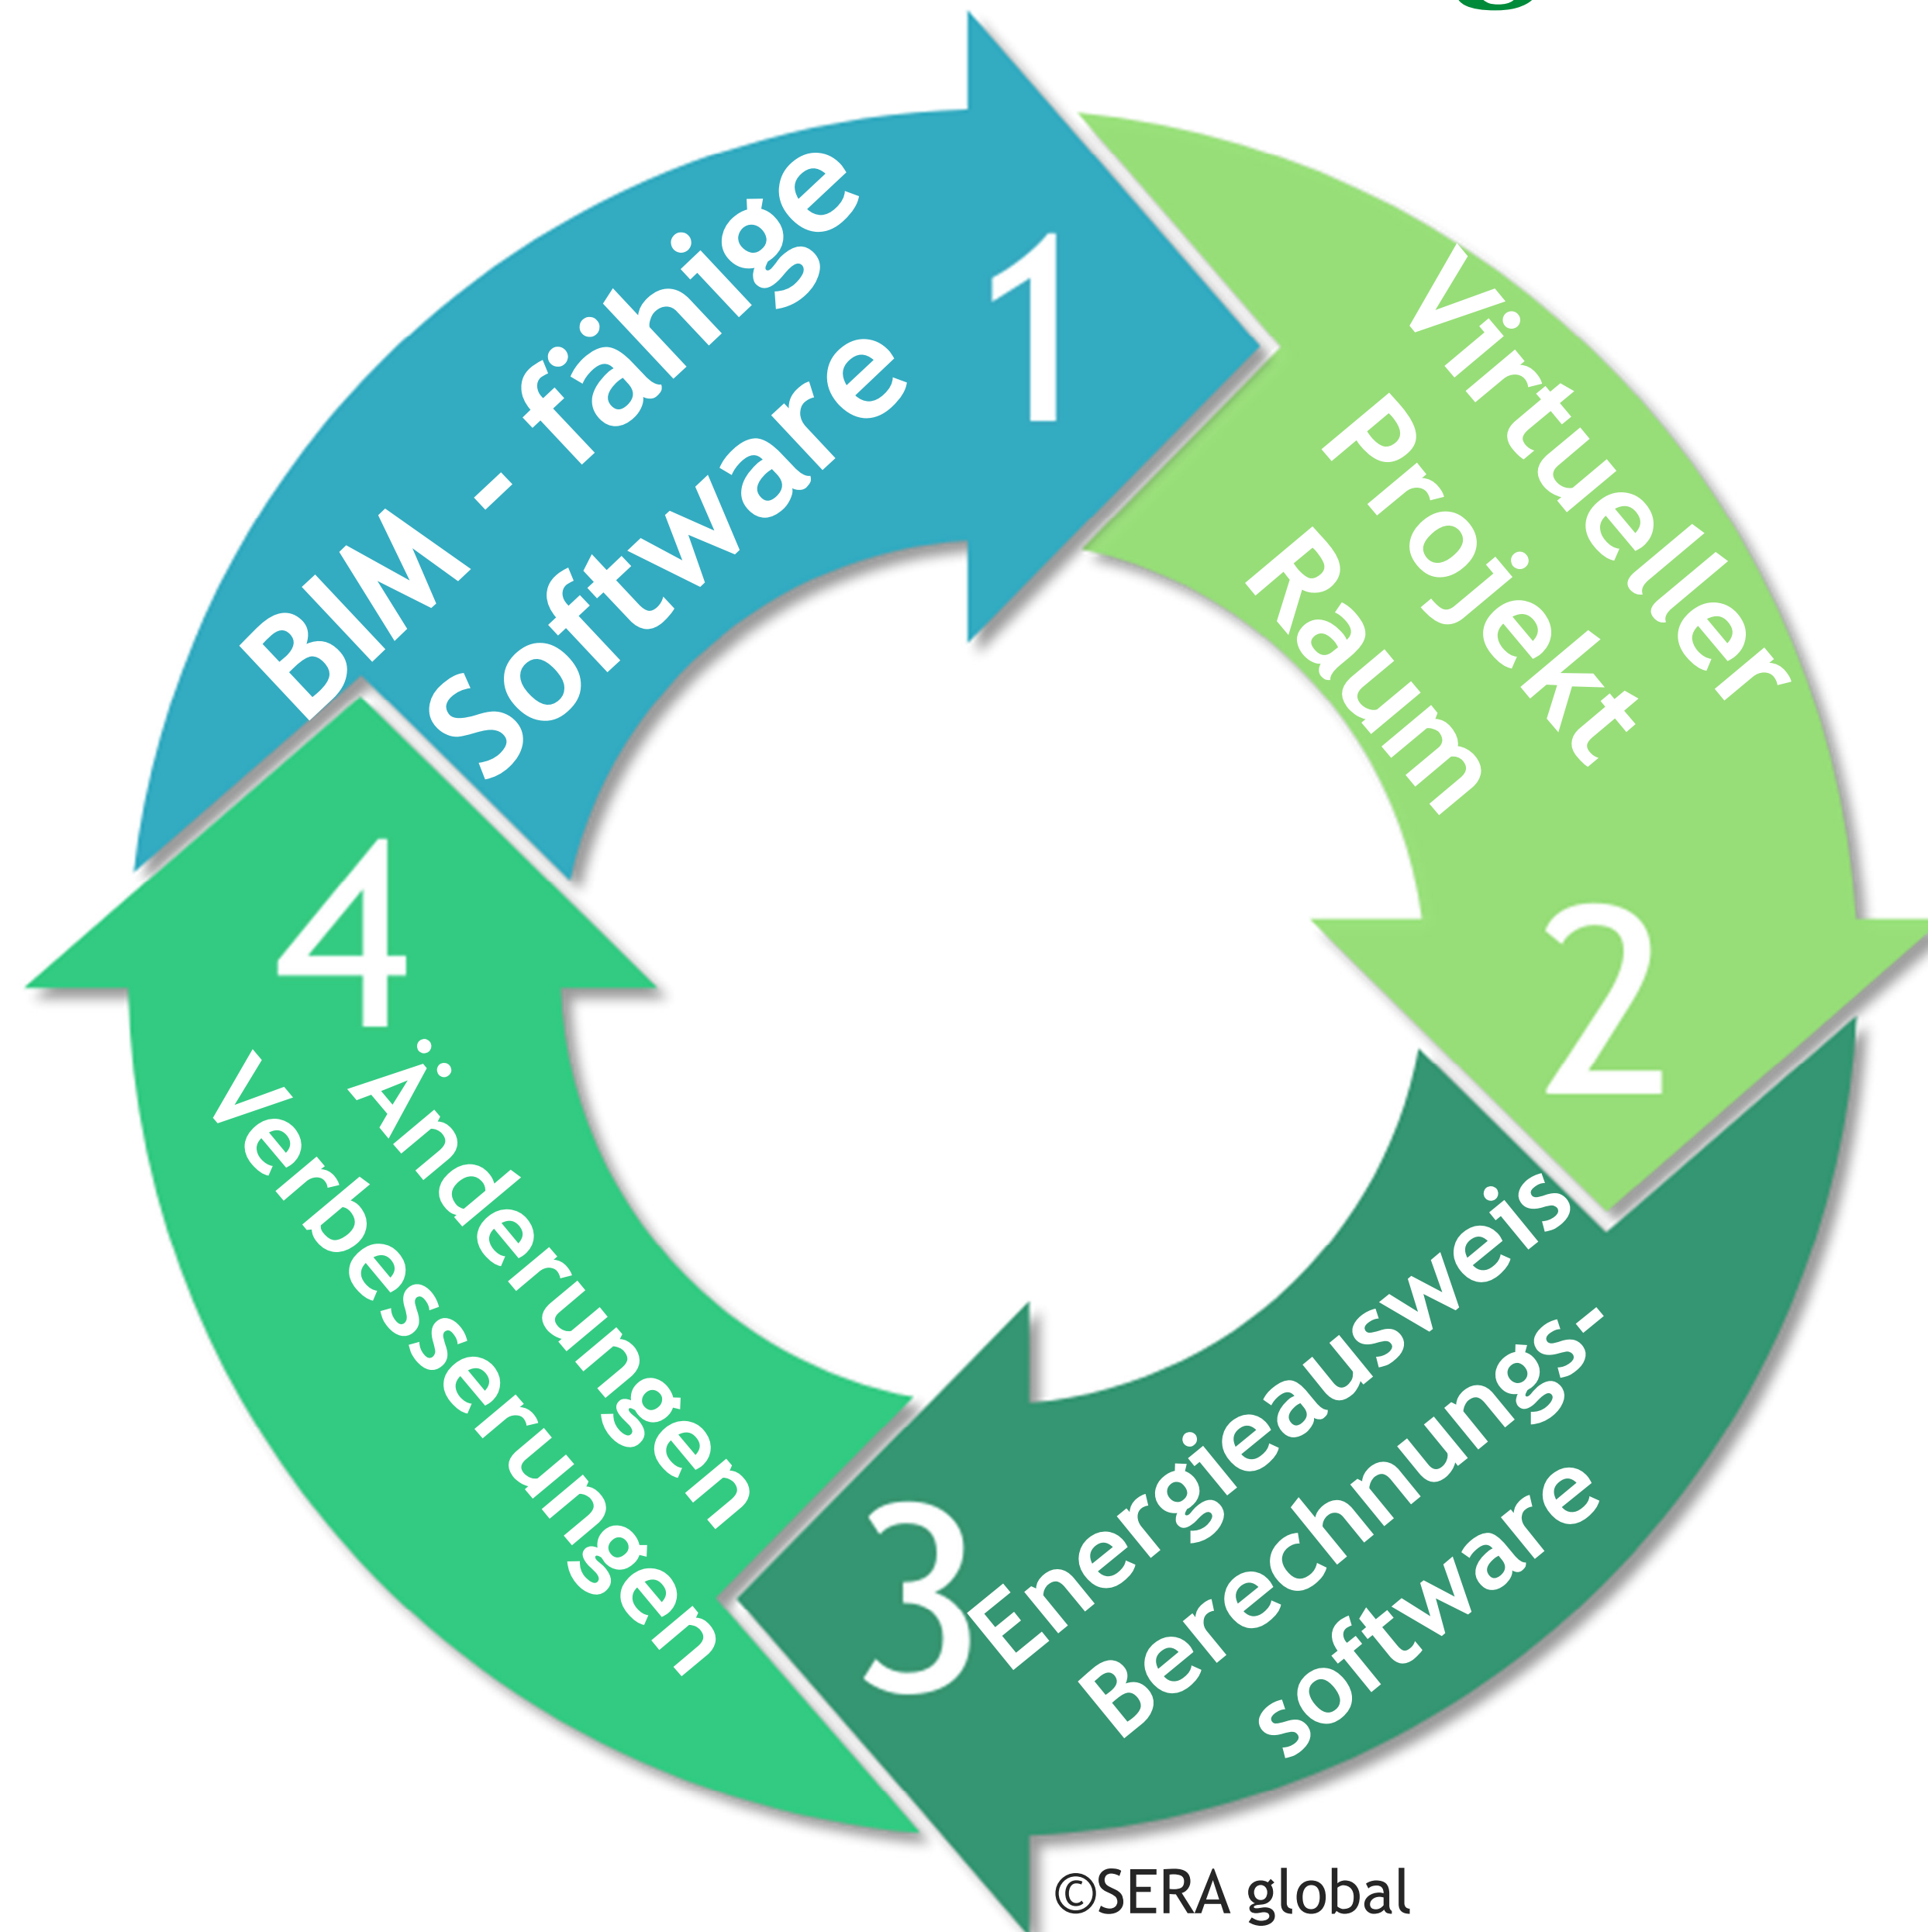 BIM - fähige
Software
1
Virtueller
Projekt
Raum
2
Energieausweis
Berechnungs-
software
3
Änderungen
Verbesserungen
4
©SERA global